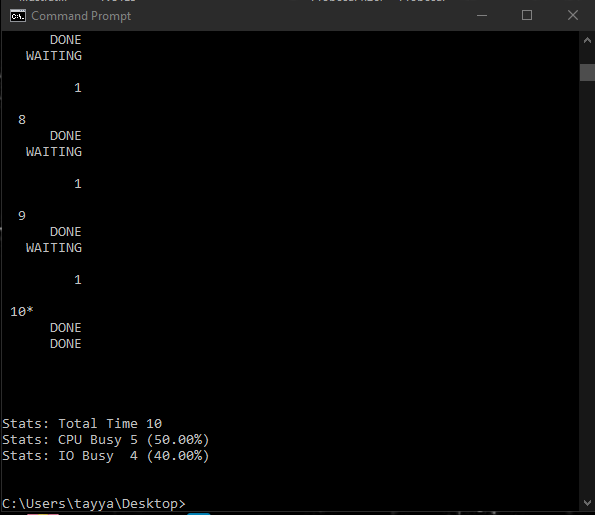 Command Prompt
DONE
WAITING
1
8
DONE
WAITING
1
9
DONE
WAITING
1
10*
DONE
DONE
Stats: Total Time 10
Stats: CPU Busy 5 (50.00%)
Stats: IO Busy  4 (40.00%)
C:\Users\tayya\Desktop>